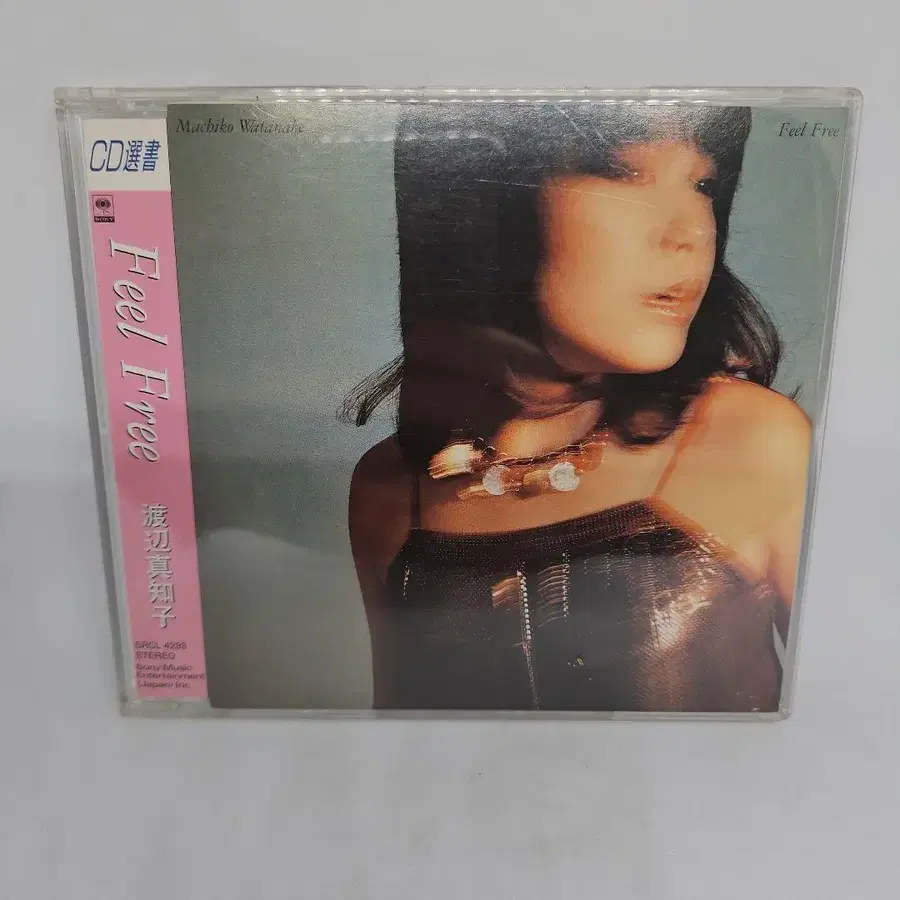 Machiko Watanabe
Feel Free
CD選書
SONY
Feel Free
渡辺真知子
SRCL 4293
STEREO
Sony Music
Entertainment
(Japan) Inc.